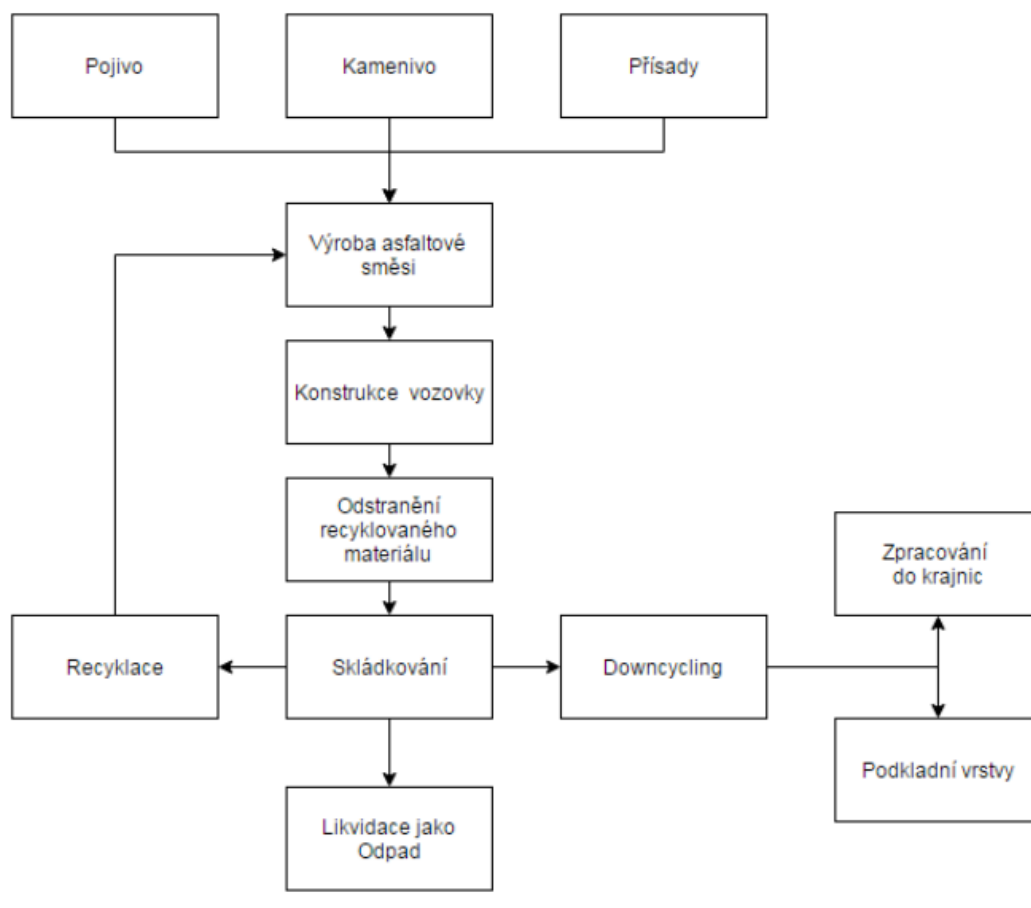 Pojivo
Kamenivo
Přísady
Výroba asfaltové
směsi
Konstrukce vozovky
Odstranění
recyklovaného
materiálu
Zpracování
do krajnic
Recyklace
Skládkování
Downcycling
Podkladní vrstvy
Likvidace jako
Odpad